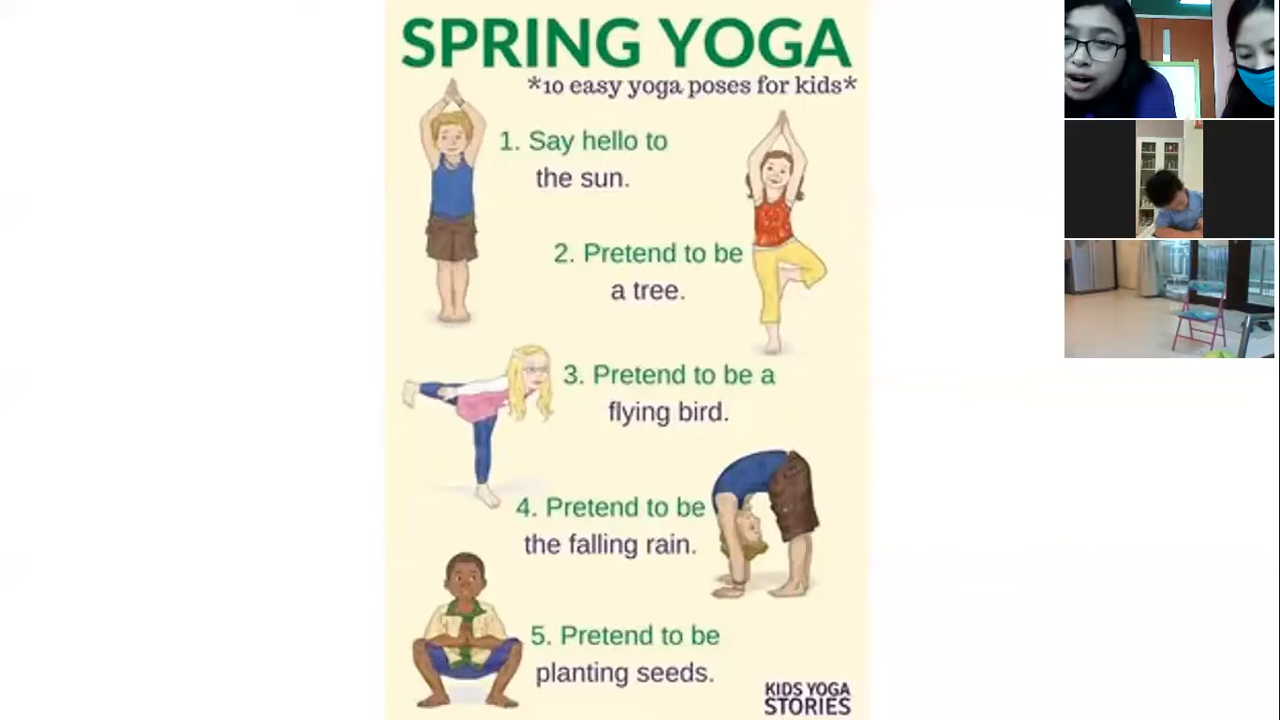 SPRING YOGA
*10 easy yoga poses for kids*
1. Say hello to
the sun.
2. Pretend to be
a tree.
3. Pretend to be a
flying bird.
4. Pretend to be
the falling rain.
5. Pretend to be
planting seeds.
KIDS YOGA
STORIES